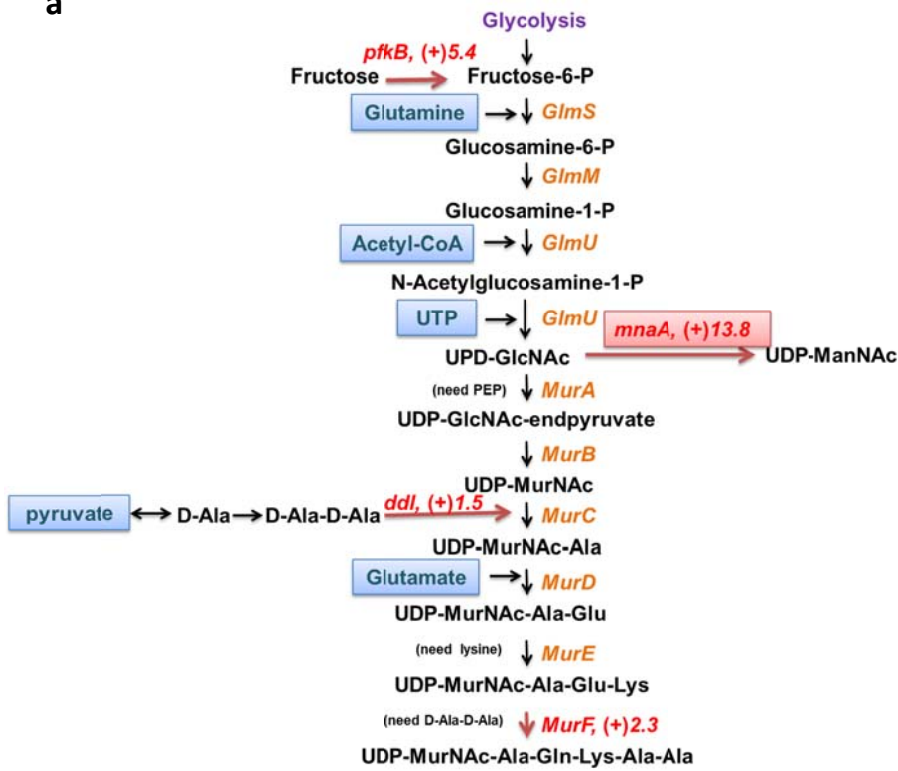 a
Glycolysis
pfkB, (+)5.4
Fructose
Fructose-6-P
Glutamine
GlmS
Glucosamine-6-P
GlmM
Glucosamine-1-P
Acetyl-CoA
GlmU
N-Acetylglucosamine-1-P
UTP
GlmU
mnaA, (+)13.8
UPD-GlcNAc
UDP-ManNAc
(need PEP)
MurA
UDP-GlcNAc-endpyruvate
MurB
UDP-MurNAc
pyruvate
D-Ala
D-Ala-D-Ala
ddl, (+)1.5
MurC
UDP-MurNAc-Ala
Glutamate
MurD
UDP-MurNAc-Ala-Glu
(need lysine)
MurE
UDP-MurNAc-Ala-Glu-Lys
(need D-Ala-D-Ala)
MurF, (+)2.3
UDP-MurNAc-Ala-Gln-Lys-Ala-Ala